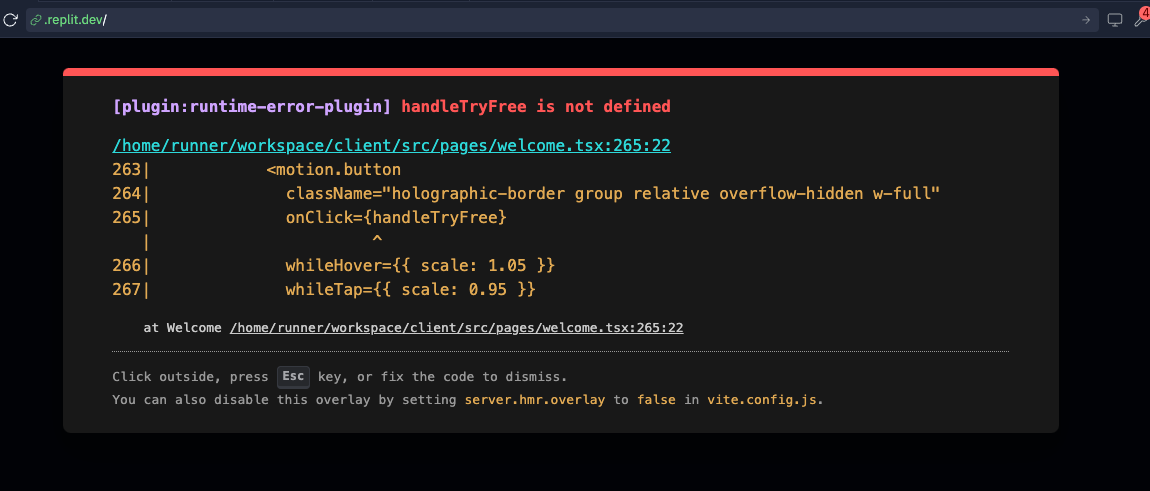 .replit.dev/
4
[plugin:runtime-error-plugin] handleTryFree is not defined
/home/runner/workspace/client/src/pages/welcome.tsx:265:22
263|            <motion.button
264|              className="holographic-border group relative overflow-hidden w-full"
265|              onClick={handleTryFree}
   |                       ^
266|              whileHover={{ scale: 1.05 }}
267|              whileTap={{ scale: 0.95 }}
at Welcome /home/runner/workspace/client/src/pages/welcome.tsx:265:22
Click outside, press Esc key, or fix the code to dismiss.
You can also disable this overlay by setting server.hmr.overlay to false in vite.config.js.